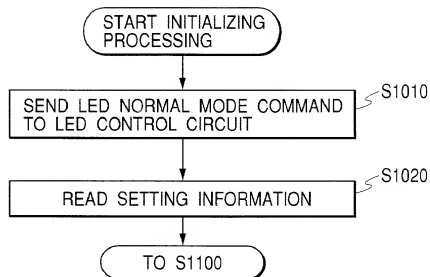 START INITIALIZING
PROCESSING
S1010
SEND LED NORMAL MODE COMMAND
TO LED CONTROL CIRCUIT
S1020
READ SETTING INFORMATION
TO S1100